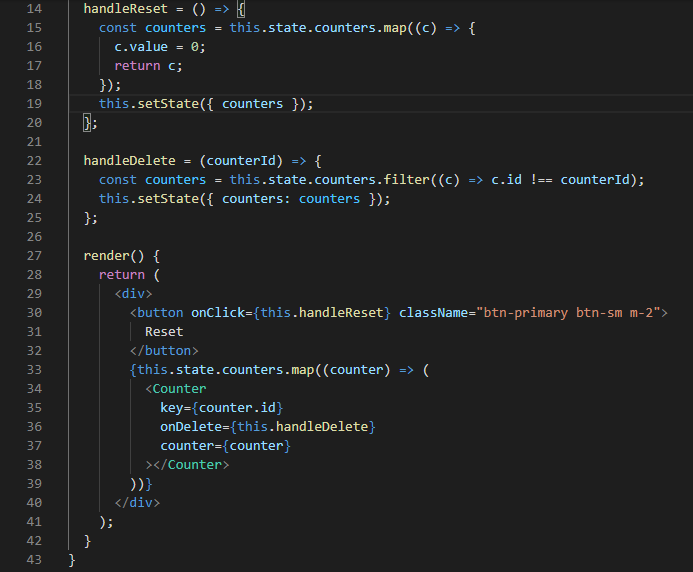 14 handleReset = () => {
15 const counters = this.state.counters.map((c) => {
16 c.value = 0;
17 return c;
18 });
19 this.setState({ counters });
20 };
21
22 handleDelete = (counterId) => {
23 const counters = this.state.counters.filter((c) => c.id !== counterId);
24 this.setState({ counters: counters });
25 };
26
27 render() {
28 return (
29 <div>
30 <button onClick={this.handleReset} className="btn-primary btn-sm m-2">
31 Reset
32 </button>
33 {this.state.counters.map((counter) => (
34 <Counter
35 key={counter.id}
36 onDelete={this.handleDelete}
37 counter={counter}
38 ></Counter>
39 ))}
40 </div>
41 );
42 }
43 }